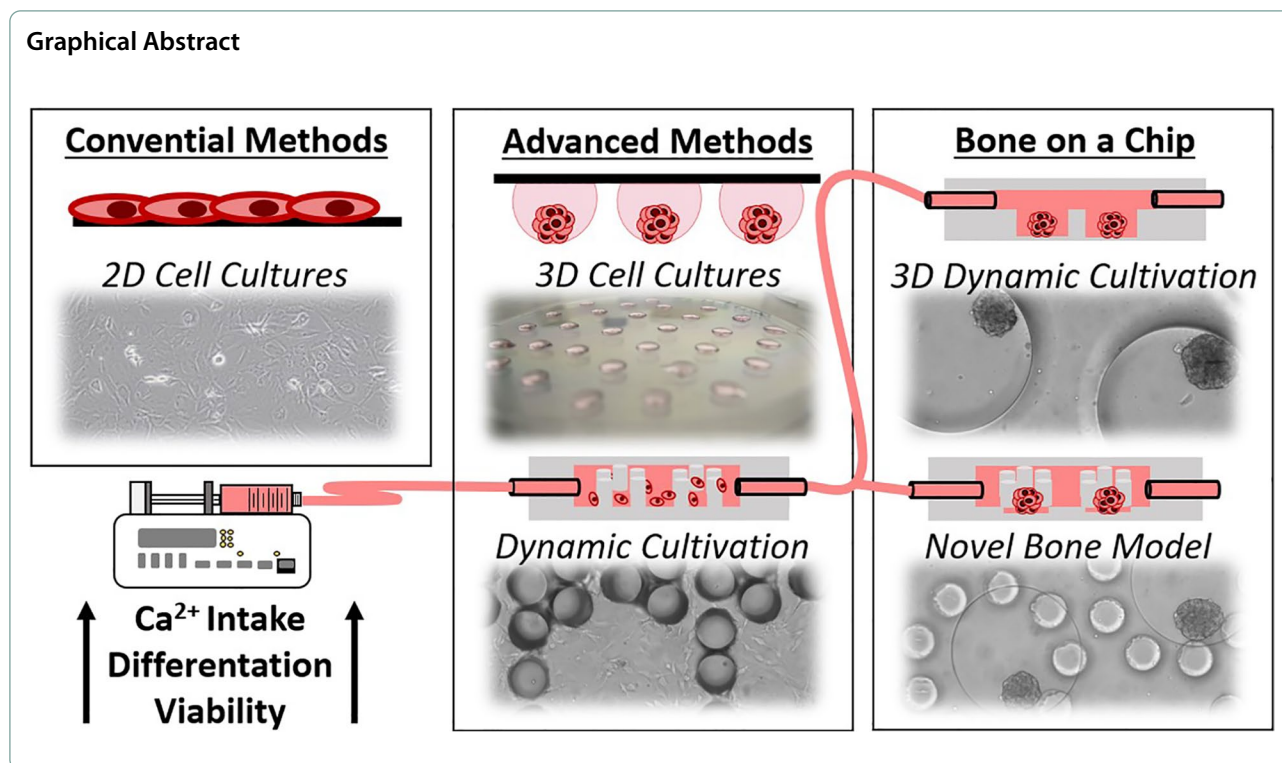 Graphical Abstract
Convential Methods
2D Cell Cultures
Ca²⁺ Intake
Differentation
Viability
Advanced Methods
3D Cell Cultures
Dynamic Cultivation
Bone on a Chip
3D Dynamic Cultivation
Novel Bone Model